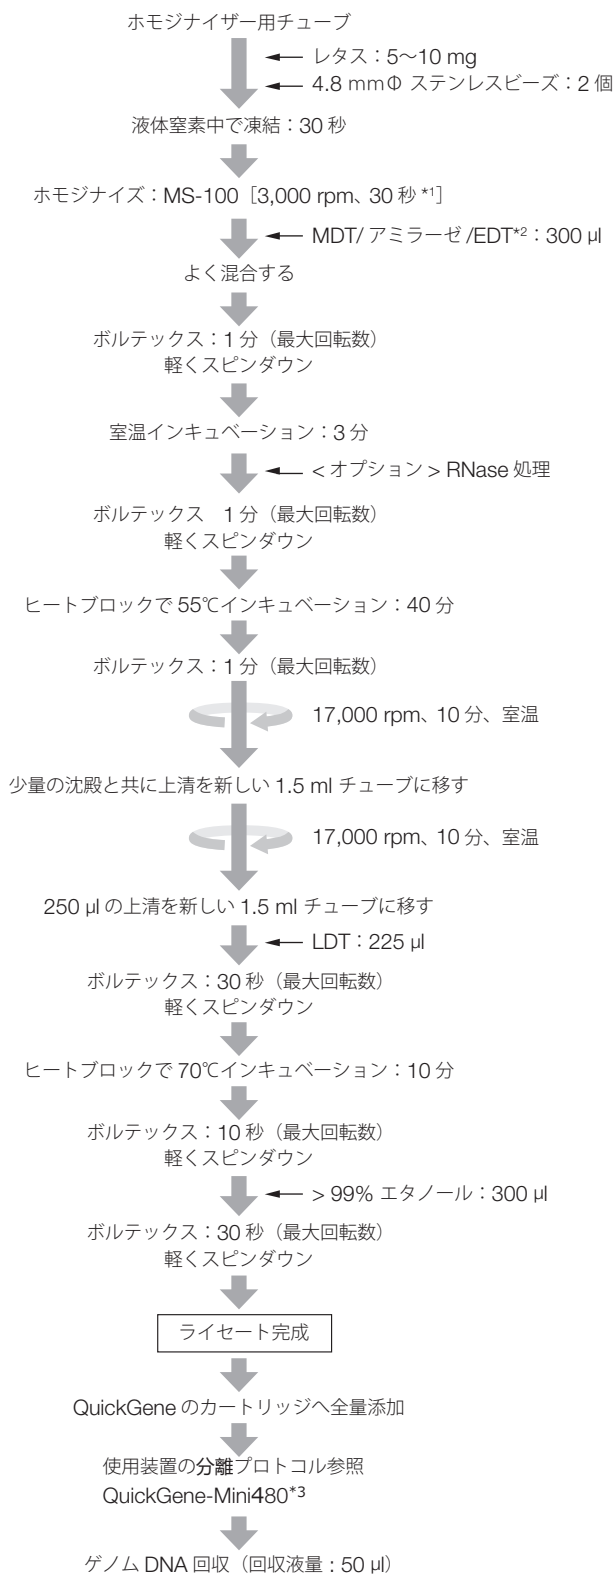 ホモジナイザー用チューブ
レタス：5～10 mg
4.8 mmΦ ステンレスビーズ：2 個
液体窒素中で凍結：30 秒
ホモジナイズ：MS-100［3,000 rpm、30 秒 *1］
MDT/ アミラーゼ /EDT*2：300 µl
よく混合する
ボルテックス：1 分（最大回転数）
軽くスピンダウン
室温インキュベーション：3 分
< オプション > RNase 処理
ボルテックス　1 分（最大回転数）
軽くスピンダウン
ヒートブロックで 55℃インキュベーション：40 分
ボルテックス：1 分（最大回転数）
17,000 rpm、10 分、室温
少量の沈殿と共に上清を新しい 1.5 ml チューブに移す
17,000 rpm、10 分、室温
250 µl の上清を新しい 1.5 ml チューブに移す
LDT：225 µl
ボルテックス：30 秒（最大回転数）
軽くスピンダウン
ヒートブロックで 70℃インキュベーション：10 分
ボルテックス：10 秒（最大回転数）
軽くスピンダウン
> 99% エタノール：300 µl
ボルテックス：30 秒（最大回転数）
軽くスピンダウン
ライセート完成
QuickGene のカートリッジへ全量添加
使用装置の分離プロトコル参照
QuickGene-Mini480*3
ゲノム DNA 回収（回収液量 : 50 µl）